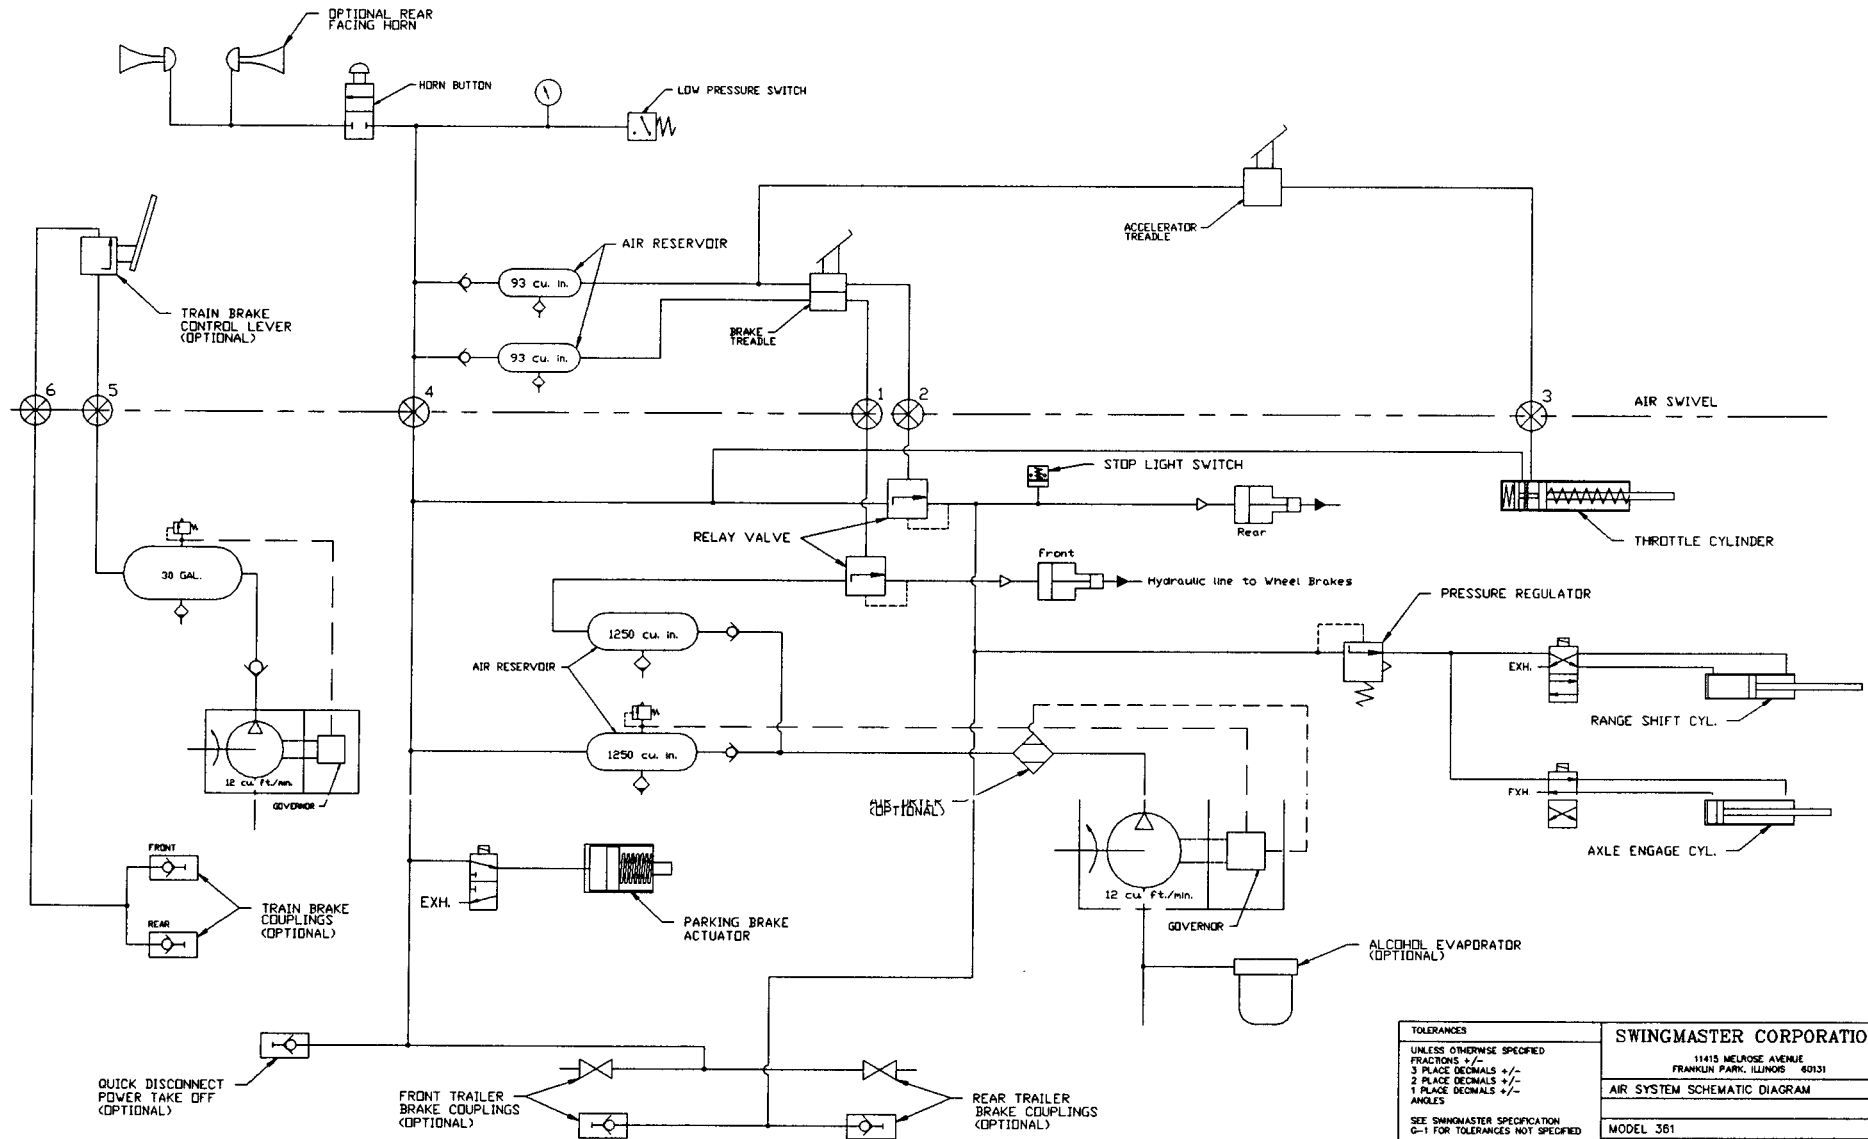 OPTIONAL REAR
FACING HORN
HORN BUTTON
LOW PRESSURE SWITCH
ACCELERATOR
TREADLE
AIR RESERVOIR
93 cu. in.
TRAIN BRAKE
CONTROL LEVER
(OPTIONAL)
BRAKE
TREADLE
93 cu. in.
6
5
4
1
2
3
AIR SWIVEL
STOP LIGHT SWITCH
RELAY VALVE
Rear
THROTTLE CYLINDER
30 GAL.
Front
Hydraulic line to Wheel Brakes
PRESSURE REGULATOR
1250 cu. in.
AIR RESERVOIR
EXH.
RANGE SHIFT CYL.
1250 cu. in.
12 cu. ft./min.
GOVERNOR
(OPTIONAL)
EXH.
AXLE ENGAGE CYL.
FRONT
REAR
TRAIN BRAKE
COUPLINGS
(OPTIONAL)
EXH.
PARKING BRAKE
ACTUATOR
12 cu. ft./min.
GOVERNOR
ALCOHOL EVAPORATOR
(OPTIONAL)
QUICK DISCONNECT
POWER TAKE OFF
(OPTIONAL)
FRONT TRAILER
BRAKE COUPLINGS
(OPTIONAL)
REAR TRAILER
BRAKE COUPLINGS
(OPTIONAL)
TOLERANCES
UNLESS OTHERWISE SPECIFIED
FRACTIONS +/-
3 PLACE DECIMALS +/-
2 PLACE DECIMALS +/-
1 PLACE DECIMALS +/-
ANGLES
SEE SWINGMASTER SPECIFICATION
G-1 FOR TOLERANCES NOT SPECIFIED
SWINGMASTER CORPORATIO
11415 MELROSE AVENUE
FRANKLIN PARK, ILLINOIS 60131
AIR SYSTEM SCHEMATIC DIAGRAM
MODEL 361